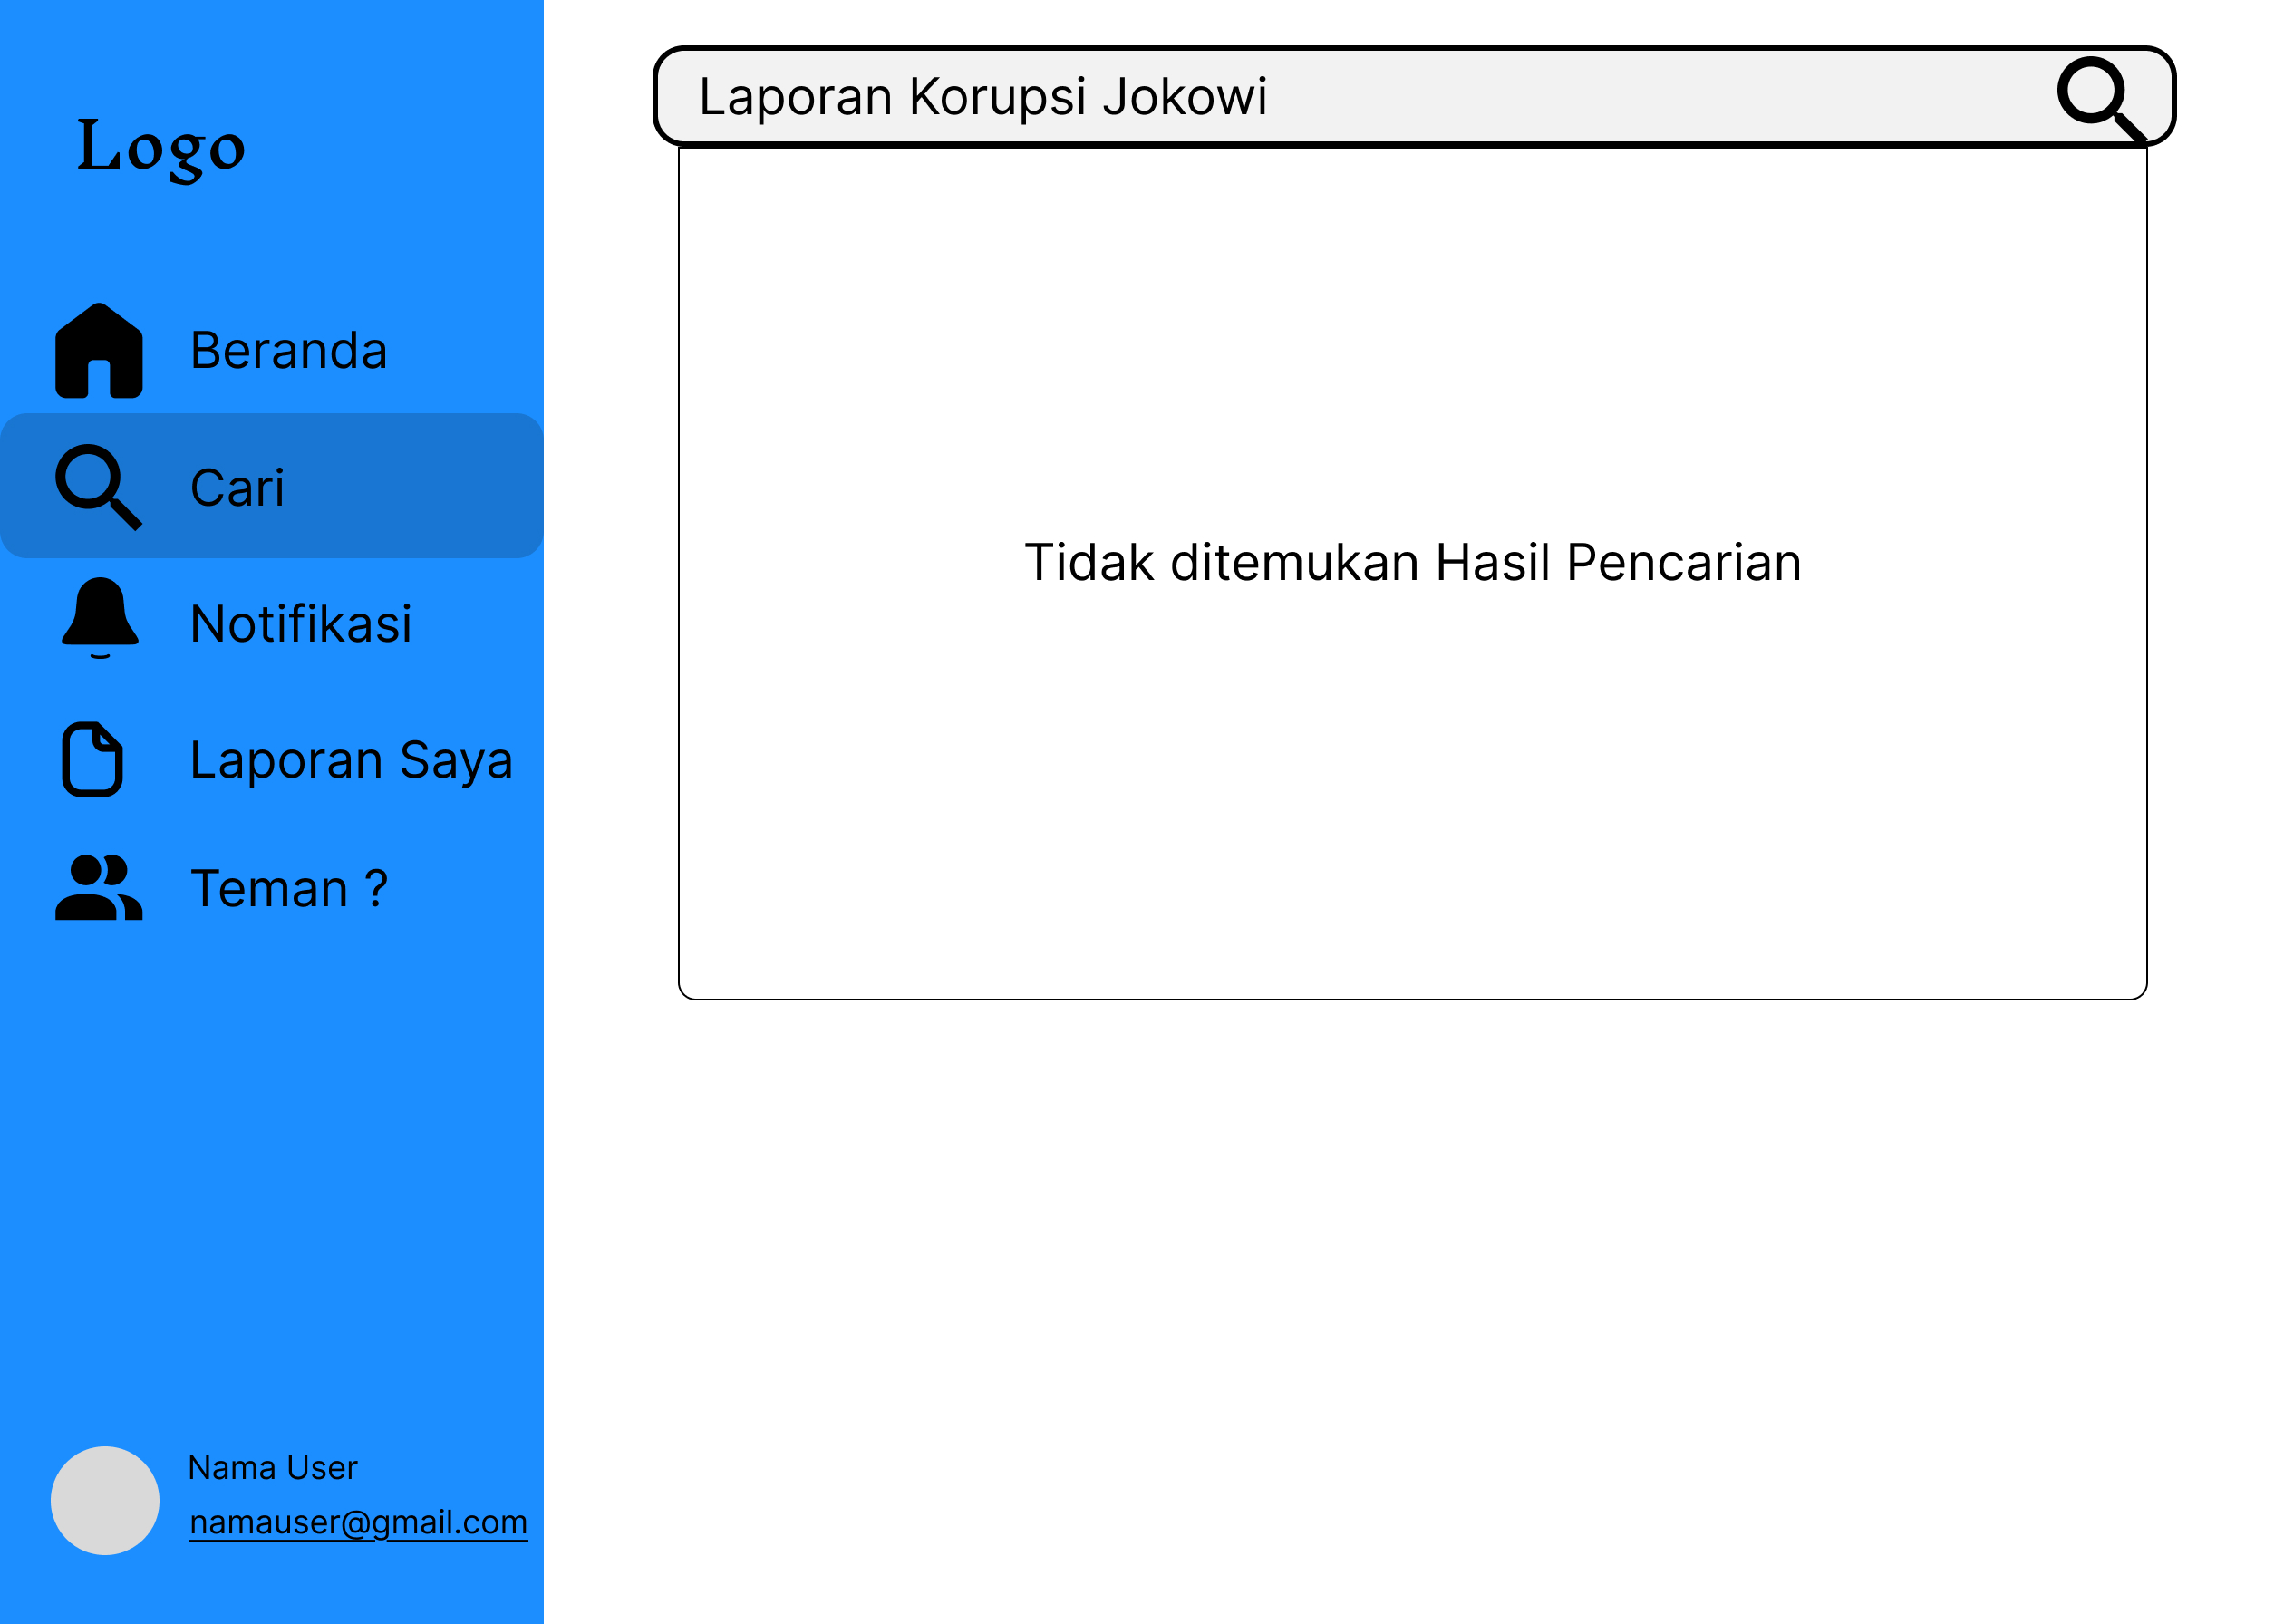 Logo
Beranda
Cari
Notifikasi
Laporan Saya
Teman ?
Nama User
namauser@gmail.com
Laporan Korupsi Jokowi
Tidak ditemukan Hasil Pencarian